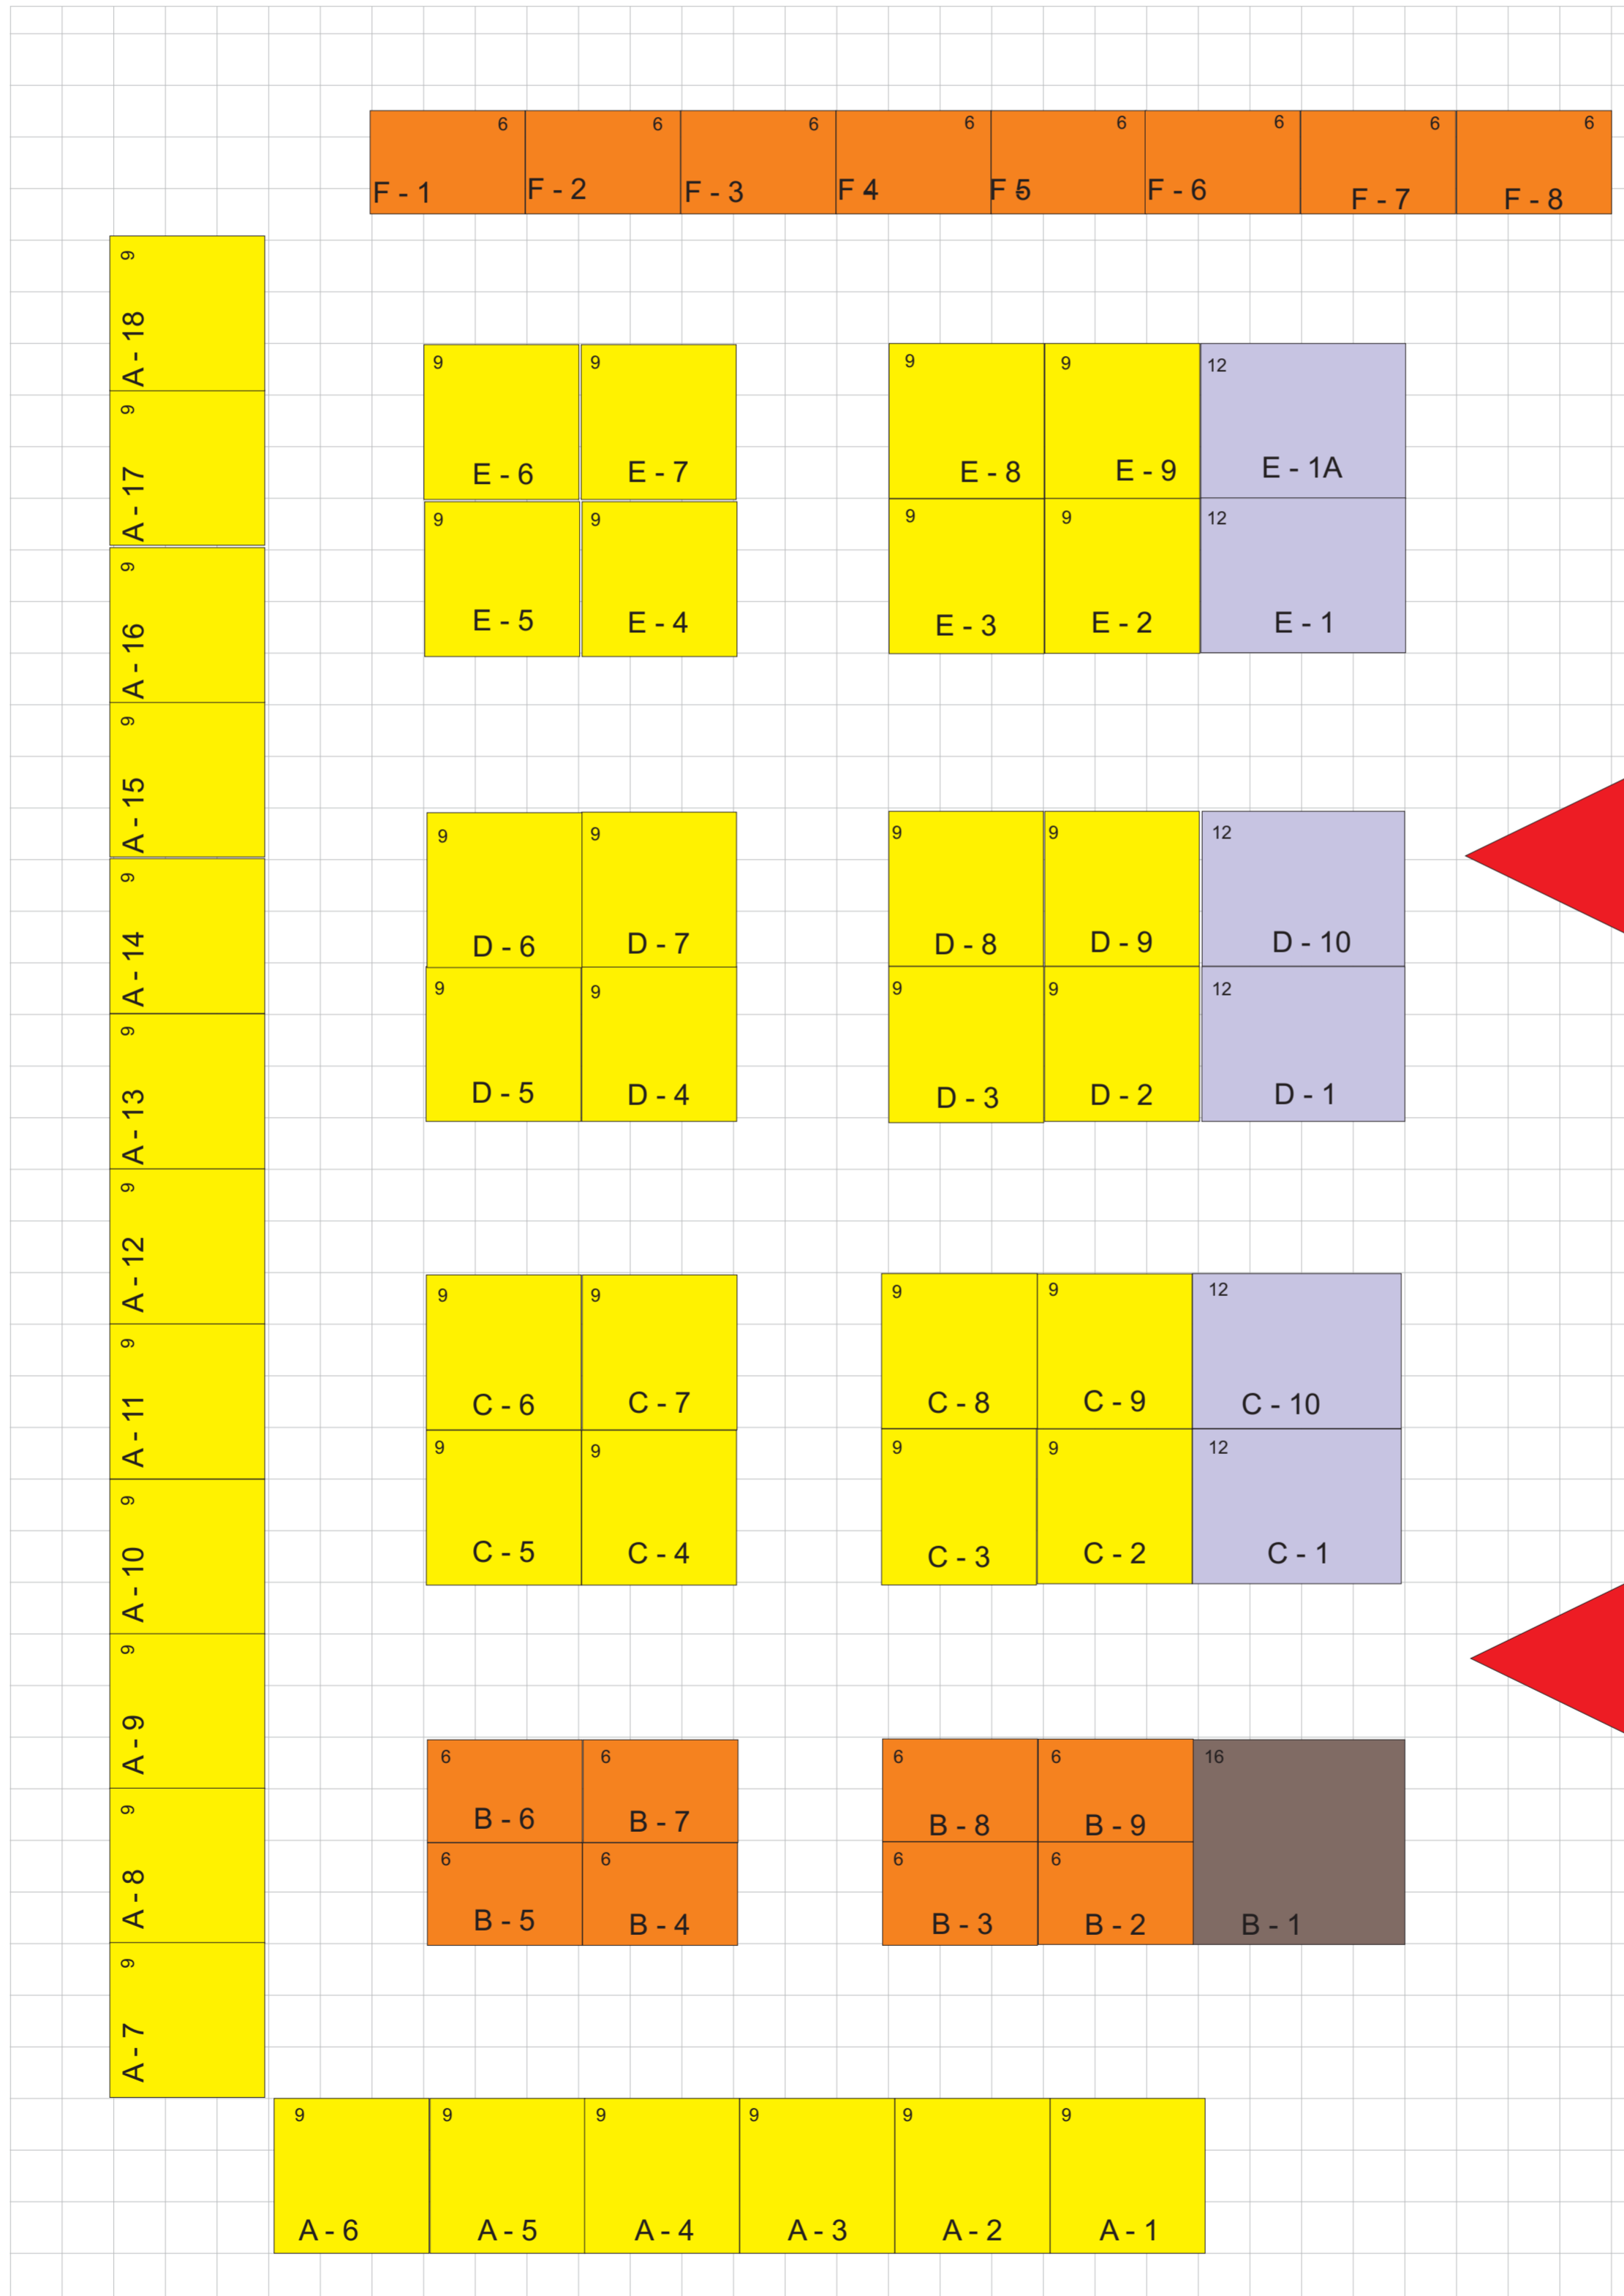 6 6 6 6 6 6 6 6
F - 1 F - 2 F - 3 F 4 F 5 F - 6 F - 7 F - 8
9
A - 18
9
A - 17
9
A - 16
9
A - 15
9
A - 14
9
A - 13
9
A - 12
9
A - 11
9
A - 10
9
A - 9
9
A - 8
9
A - 7
9 9 9 9 12
E - 6 E - 7 E - 8 E - 9 E - 1A
9 9 9 9 12
E - 5 E - 4 E - 3 E - 2 E - 1
9 9 9 9 12
D - 6 D - 7 D - 8 D - 9 D - 10
9 9 9 9 12
D - 5 D - 4 D - 3 D - 2 D - 1
9 9 9 9 12
C - 6 C - 7 C - 8 C - 9 C - 10
9 9 9 9 12
C - 5 C - 4 C - 3 C - 2 C - 1
6 6 6 6 16
B - 6 B - 7 B - 8 B - 9
6 6 6 6
B - 5 B - 4 B - 3 B - 2 B - 1
9 9 9 9 9 9
A - 6 A - 5 A - 4 A - 3 A - 2 A - 1